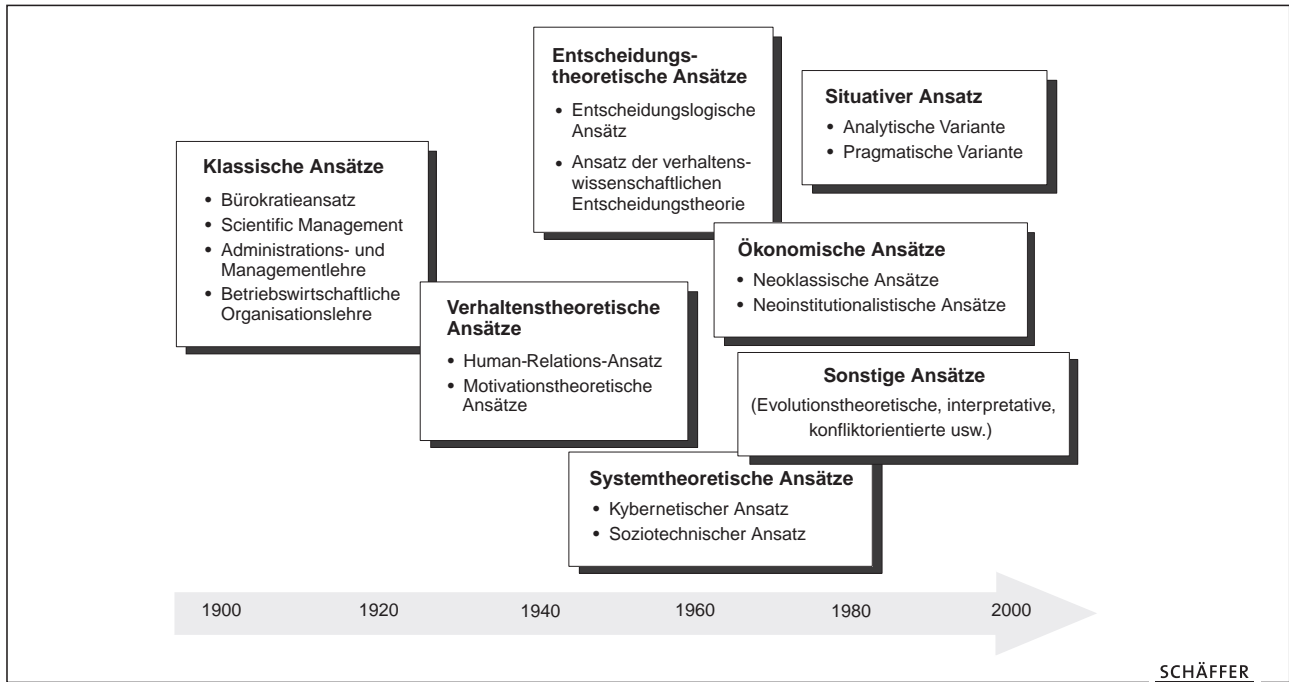 Entscheidungs-
theoretische Ansätze
• Entscheidungslogische
Ansätz
• Ansatz der verhaltens-
wissenschaftlichen
Entscheidungstheorie
Situativer Ansatz
• Analytische Variante
• Pragmatische Variante
Klassische Ansätze
• Bürokratieansatz
• Scientific Management
• Administrations- und
Managementlehre
• Betriebswirtschaftliche
Organisationslehre
Ökonomische Ansätze
• Neoklassische Ansätze
• Neoinstitutionalistische Ansätze
Verhaltenstheoretische
Ansätze
• Human-Relations-Ansatz
• Motivationstheoretische
Ansätze
Sonstige Ansätze
(Evolutionstheoretische, interpretative,
konfliktorientierte usw.)
Systemtheoretische Ansätze
• Kybernetischer Ansatz
• Soziotechnischer Ansatz
1900 1920 1940 1960 1980 2000
SCHÄFFER